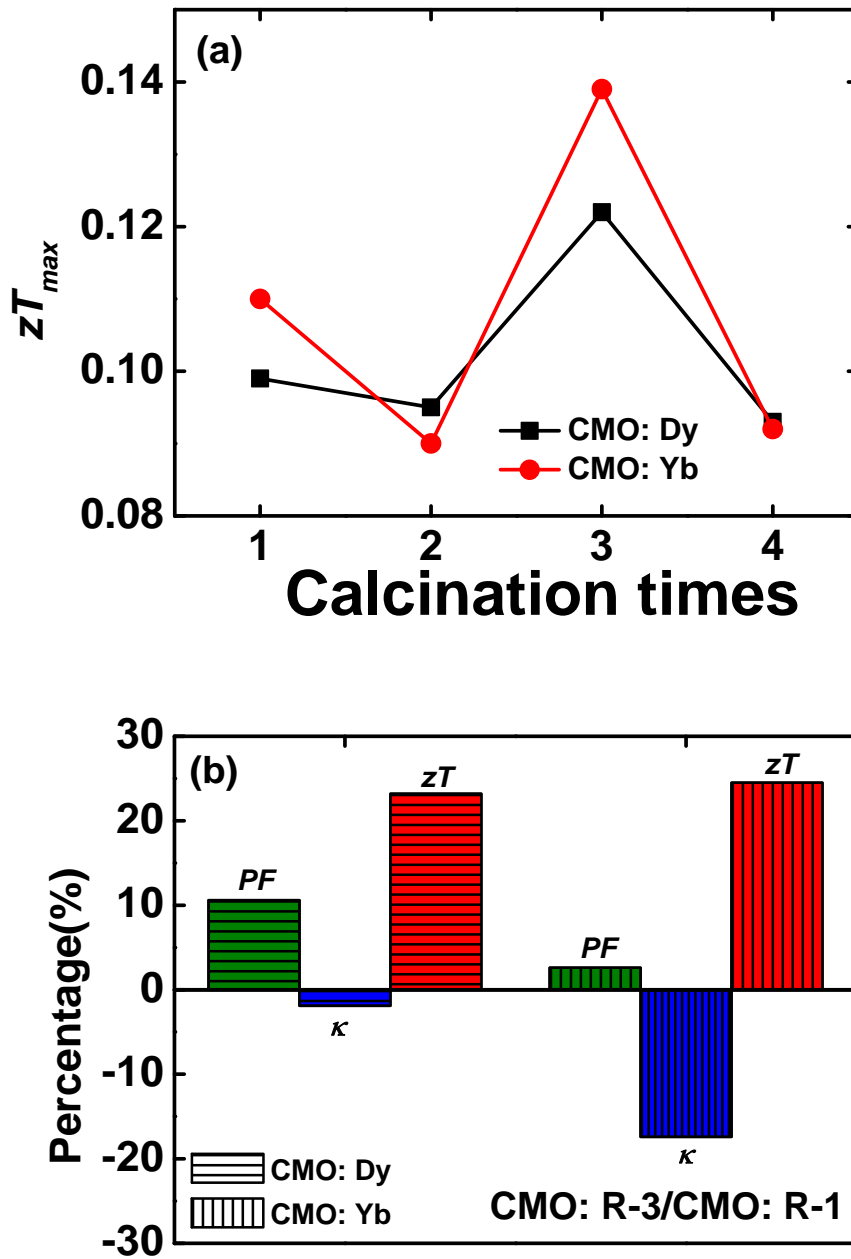 (a)
0.14
0.12
0.10
0.08
zTmax
CMO: Dy
CMO: Yb
1 2 3 4
Calcination times
(b)
30
20
10
0
-10
-20
-30
Percentage(%)
PF
κ
zT
PF
κ
zT
CMO: Dy
CMO: Yb
CMO: R-3/CMO: R-1